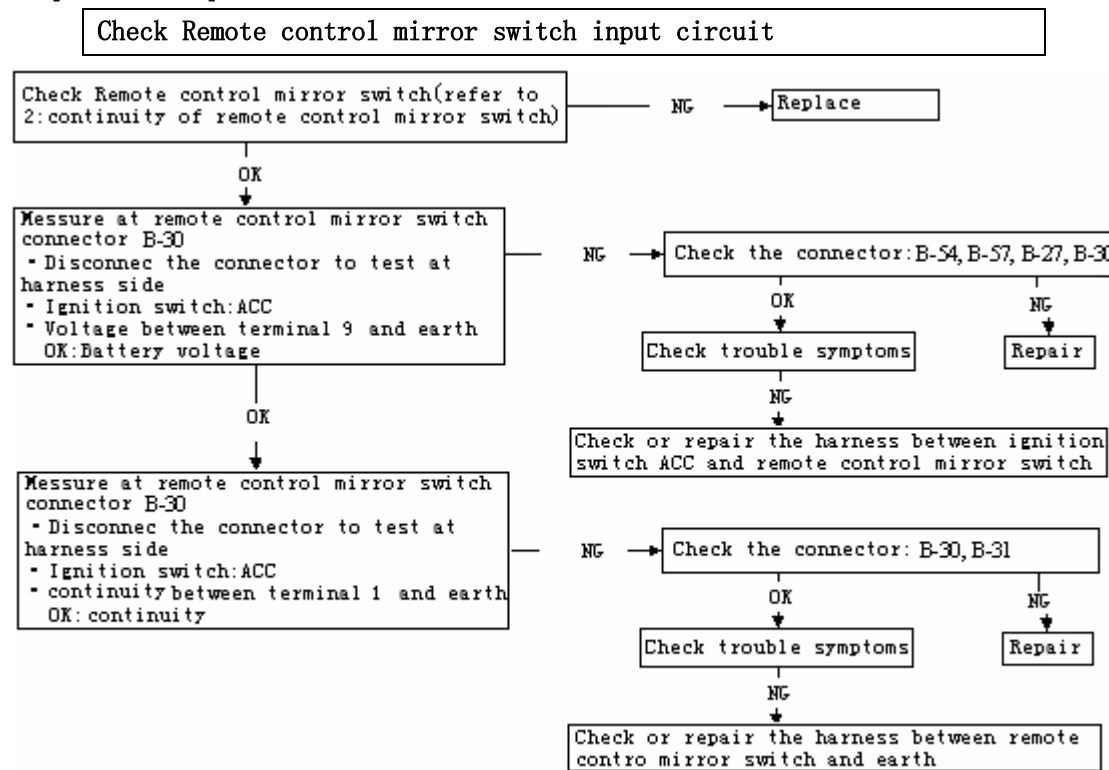 Check Remote control mirror switch input circuit
Check Remote control mirror switch(refer to
2:continuity of remote control mirror switch)
NG
Replace
OK
Messure at remote control mirror switch
connector B-30
- Disconnec the connector to test at
harness side
- Ignition switch:ACC
- Voltage between terminal 9 and earth
OK:Battery voltage
NG
Check the connector:B-54, B-57, B-27, B-30
OK
NG
Check trouble symptoms
Repair
NG
Check or repair the harness between ignition
switch ACC and remote control mirror switch
OK
Messure at remote control mirror switch
connector B-30
- Disconnec the connector to test at
harness side
- Ignition switch:ACC
- continuity between terminal 1 and earth
OK: continuity
NG
Check the connector: B-30, B-31
OK
NG
Check trouble symptoms
Repair
NG
Check or repair the harness between remote
contro mirror switch and earth